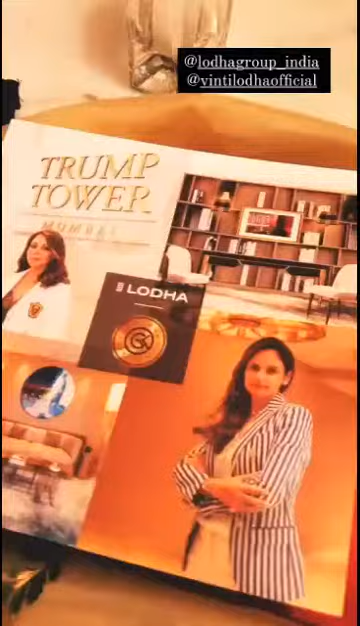 @lodhagroup_india
@vintilodhaofficial
TRUMP
TOWER
MUMBAI
LODHA